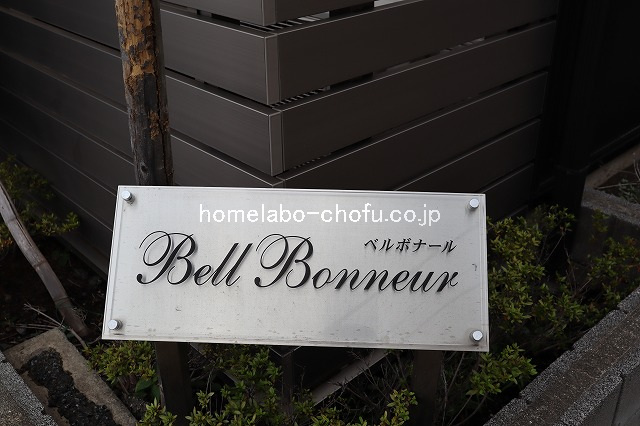 homelabo-chofu.co.jp
ベルボナール
Bell Bonneur